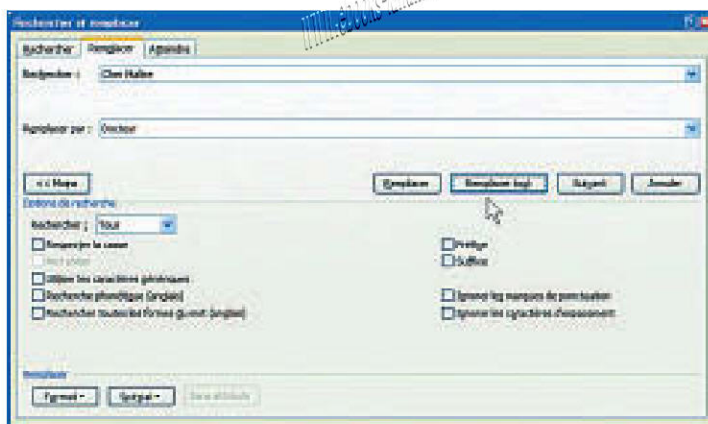 Rechercher et remplacer
Rechercher Remplacer Atteindre
Rechercher : Cher Maître
Remplacer par : Docteur
<< Moins Remplacer Remplacer tout Suivant Annuler
Options de recherche
Rechercher : Tout
Respecter la casse Préfixe
Mot entier Suffixe
Utiliser les caractères génériques
Recherche phonétique (anglais) Ignorer les marques de ponctuation
Rechercher toutes les formes du mot (anglais) Ignorer les caractères d'espacement
Remplacer
Format Spécial Sans attributs